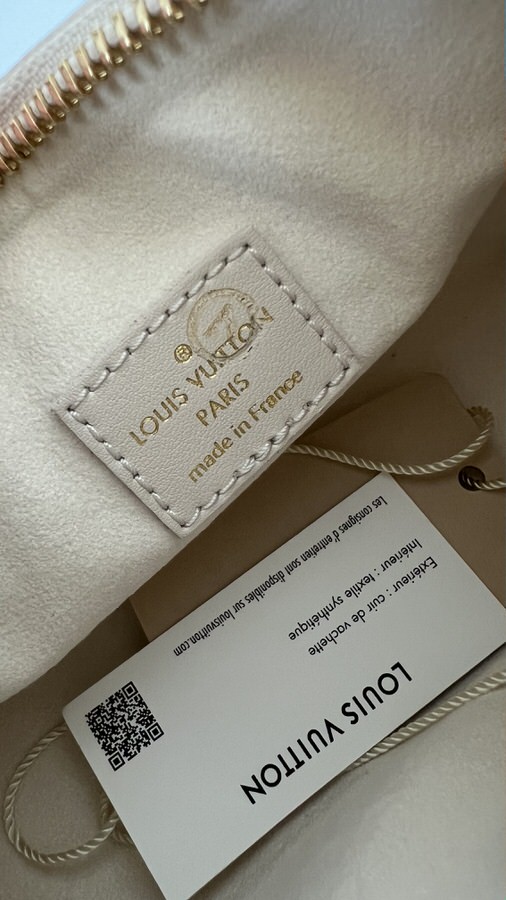 ®
LOUIS VUITTON
PARIS
made in France
LOUIS VUITTON
Extérieur : cuir de vachette
Intérieur : textile synthétique
Les consignes d'entretien sont disponibles sur louisvuitton.com